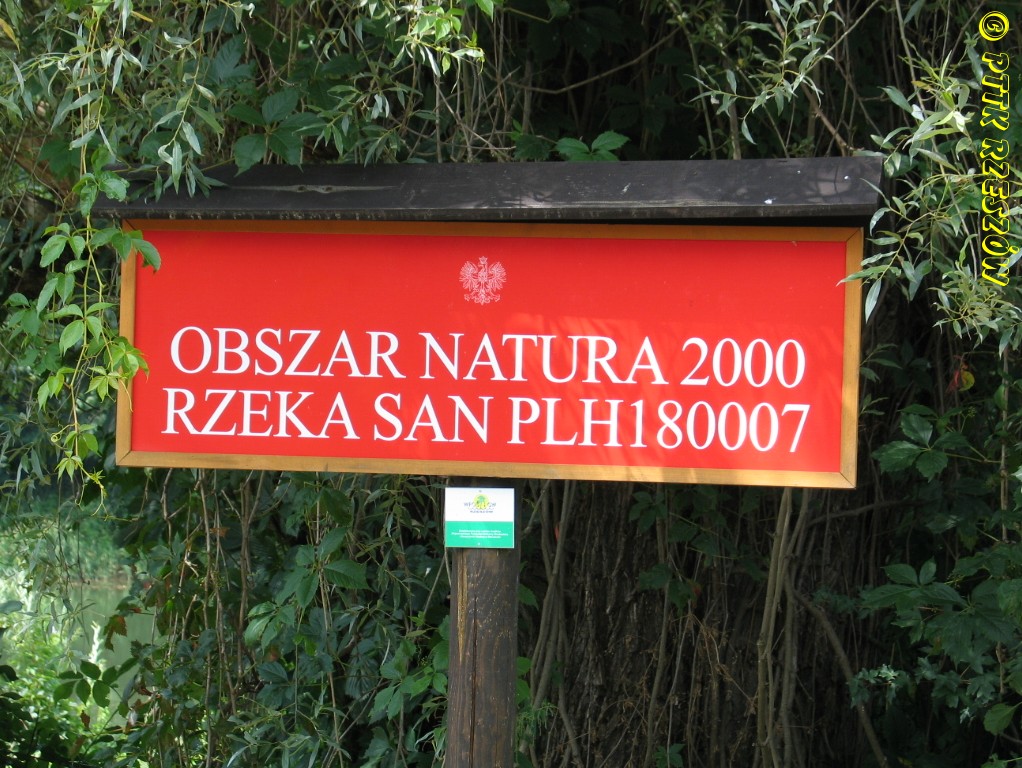 OBSZAR NATURA 2000
RZEKA SAN PLH180007
© PTTK RZESZÓW